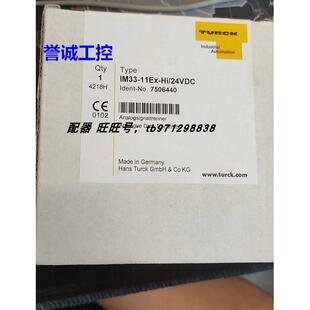 誉诚工控
TURCK
Industrial
Automation
Qty
1
4218H
Type
IM33-11Ex-Hi/24VDC
Ident-No. 7506440
CE
0102
Analogsignaltrenner
配器 旺旺号：tb971298838
Made in Germany
Hans Turck GmbH & Co KG
www.turck.com